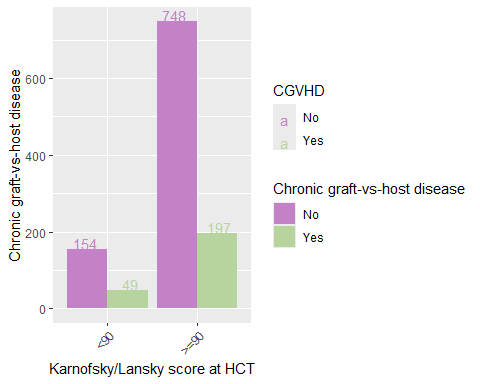 748
CGVHD
a No
a Yes
Chronic graft-vs-host disease
No
Yes
Chronic graft-vs-host disease
600
400
200
0
154
49
197
<90
>=90
Karnofsky/Lansky score at HCT